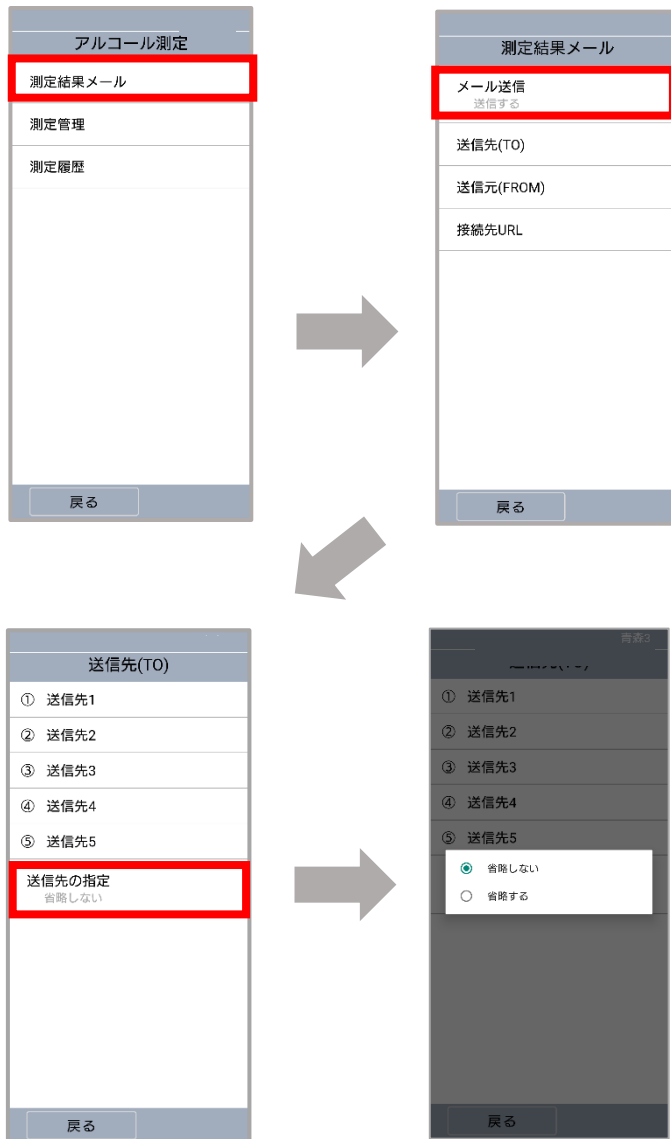 アルコール測定
測定結果メール
測定管理
測定履歴
戻る
測定結果メール
メール送信
送信する
送信先(TO)
送信元(FROM)
接続先URL
戻る
送信先(TO)
① 送信先1
② 送信先2
③ 送信先3
④ 送信先4
⑤ 送信先5
送信先の指定
省略しない
戻る
青森3
① 送信先1
② 送信先2
③ 送信先3
④ 送信先4
⑤ 送信先5
省略しない
省略する
戻る